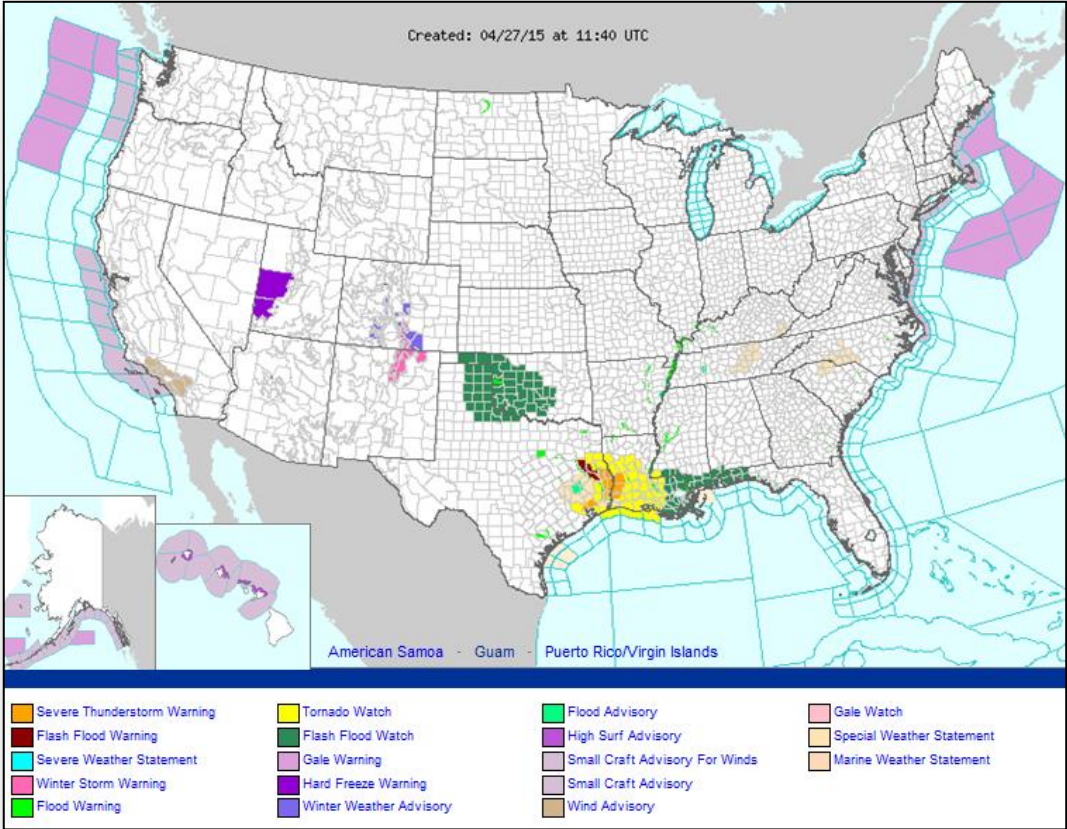 Created: 04/27/15 at 11:40 UTC
American Samoa - Guam - Puerto Rico/Virgin Islands
Severe Thunderstorm Warning Tornado Watch Flood Advisory Gale Watch
Flash Flood Warning Flash Flood Watch High Surf Advisory Special Weather Statement
Severe Weather Statement Gale Warning Small Craft Advisory For Winds Marine Weather Statement
Winter Storm Warning Hard Freeze Warning Small Craft Advisory
Flood Warning Winter Weather Advisory Wind Advisory